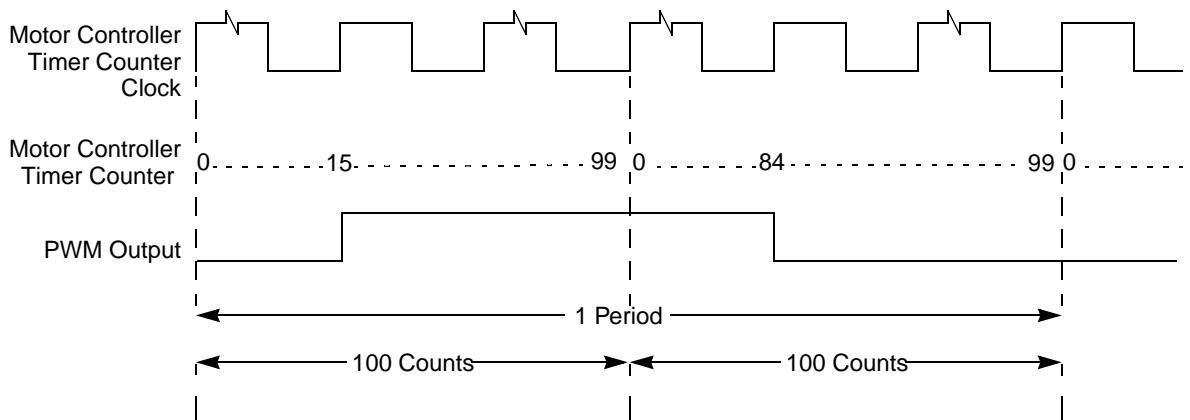 Motor Controller
Timer Counter
Clock
Motor Controller
Timer Counter
0 15 99 0 84 99 0
PWM Output
1 Period
100 Counts 100 Counts